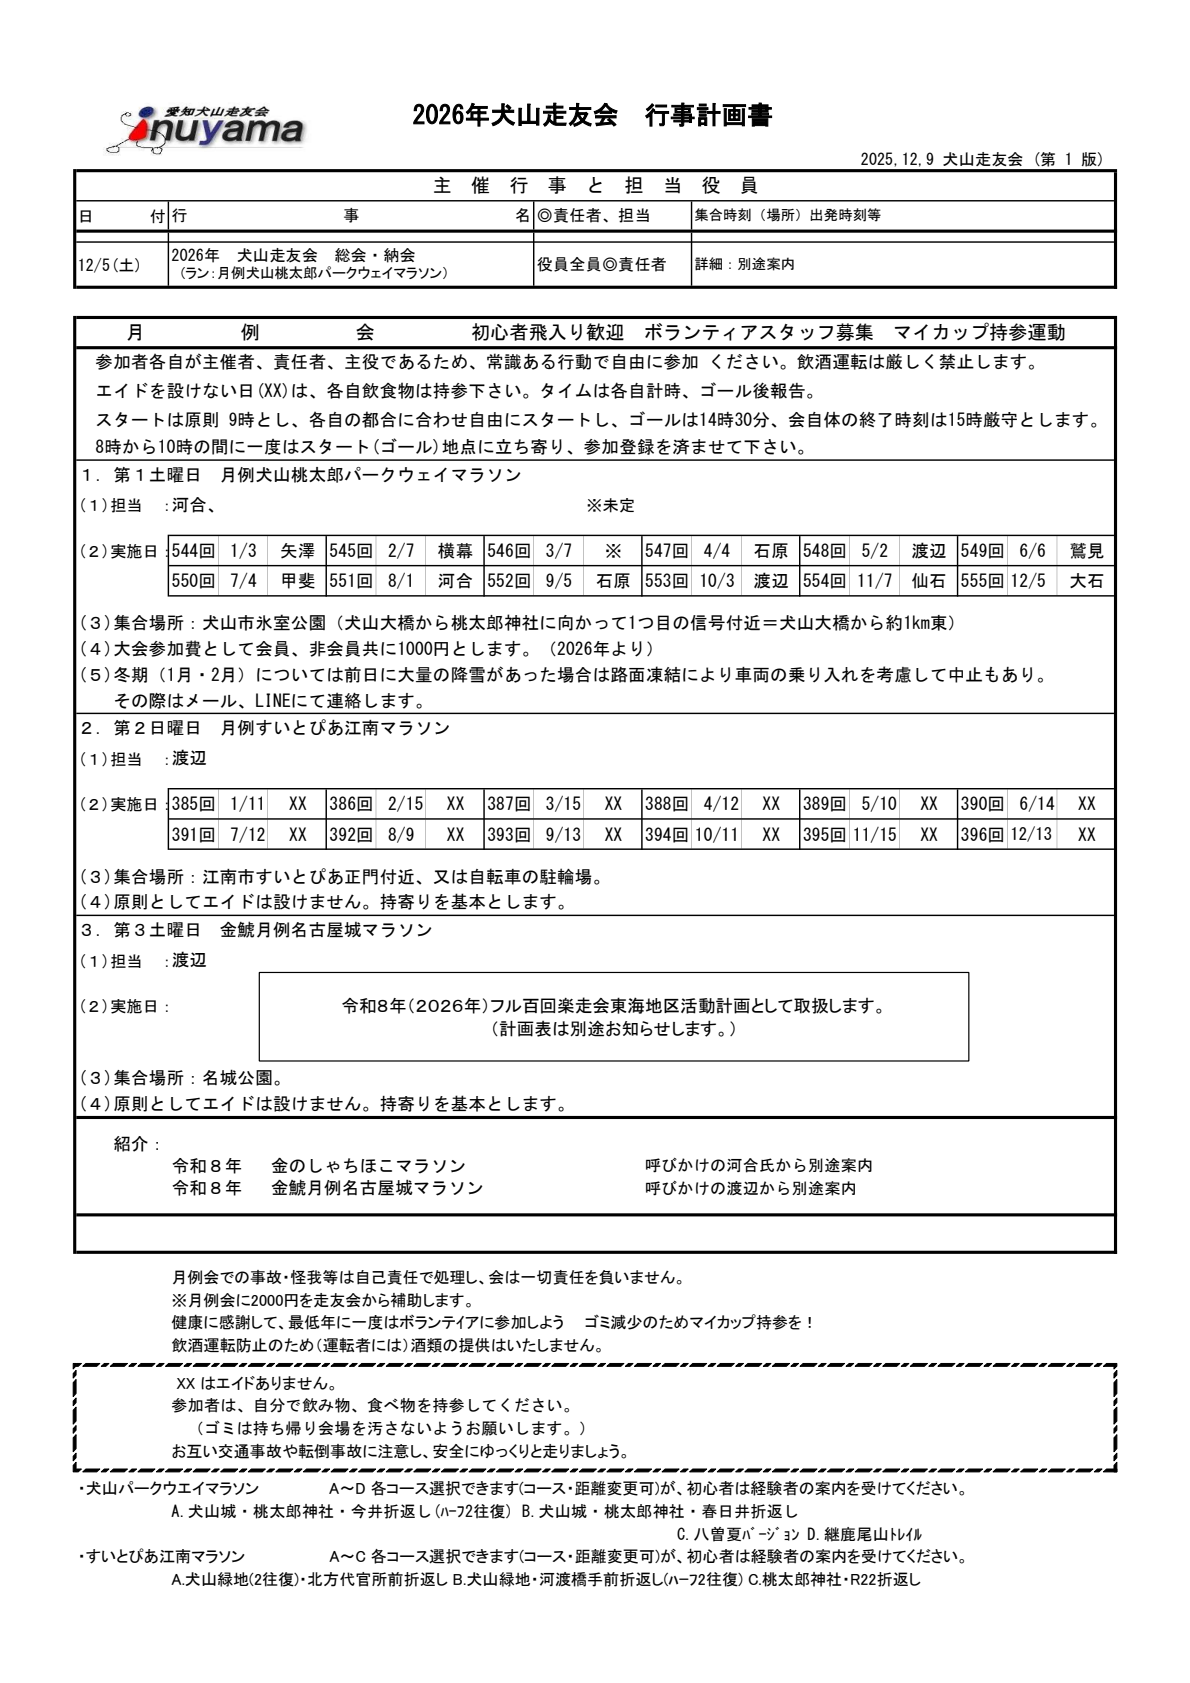 愛知犬山走友会
inuyama
2026年犬山走友会　行事計画書
2025,12,9 犬山走友会（第 1 版）
主　催　行　事　と　担　当　役　員
日　付　行　事　名　◎責任者、担当　集合時刻（場所）出発時刻等
12/5(土)　2026年　犬山走友会　総会・納会　役員全員◎責任者　詳細：別途案内
（ラン：月例犬山桃太郎パークウェイマラソン）
月　例　会　初心者飛入り歓迎　ボランティアスタッフ募集　マイカップ持参運動
参加者各自が主催者、責任者、主役であるため、常識ある行動で自由に参加 ください。飲酒運転は厳しく禁止します。
エイドを設けない日(XX)は、各自飲食物は持参下さい。タイムは各自計時、ゴール後報告。
スタートは原則 9時とし、各自の都合に合わせ自由にスタートし、ゴールは14時30分、会自体の終了時刻は15時厳守とします。
8時から10時の間に一度はスタート(ゴール)地点に立ち寄り、参加登録を済ませて下さい。
１．第１土曜日　月例犬山桃太郎パークウェイマラソン
（１）担当　：河合、　※未定
（２）実施日：544回 1/3 矢澤 545回 2/7 横幕 546回 3/7 ※ 547回 4/4 石原 548回 5/2 渡辺 549回 6/6 鷲見
550回 7/4 甲斐 551回 8/1 河合 552回 9/5 石原 553回 10/3 渡辺 554回 11/7 仙石 555回 12/5 大石
（３）集合場所：犬山市氷室公園（犬山大橋から桃太郎神社に向かって1つ目の信号付近＝犬山大橋から約1km東）
（４）大会参加費として会員、非会員共に1000円とします。（2026年より）
（５）冬期（1月・2月）については前日に大量の降雪があった場合は路面凍結により車両の乗り入れを考慮して中止もあり。
その際はメール、LINEにて連絡します。
２．第２日曜日　月例すいとぴあ江南マラソン
（１）担当　：渡辺
（２）実施日：385回 1/11 XX 386回 2/15 XX 387回 3/15 XX 388回 4/12 XX 389回 5/10 XX 390回 6/14 XX
391回 7/12 XX 392回 8/9 XX 393回 9/13 XX 394回 10/11 XX 395回 11/15 XX 396回 12/13 XX
（３）集合場所：江南市すいとぴあ正門付近、又は自転車の駐輪場。
（４）原則としてエイドは設けません。持寄りを基本とします。
３．第３土曜日　金鯱月例名古屋城マラソン
（１）担当　：渡辺
（２）実施日：　令和8年（2026年）フル百回楽走会東海地区活動計画として取扱します。
（計画表は別途お知らせします。）
（３）集合場所：名城公園。
（４）原則としてエイドは設けません。持寄りを基本とします。
紹介：
令和８年　金のしゃちほこマラソン　呼びかけの河合氏から別途案内
令和８年　金鯱月例名古屋城マラソン　呼びかけの渡辺から別途案内
月例会での事故・怪我等は自己責任で処理し、会は一切責任を負いません。
※月例会に2000円を走友会から補助します。
健康に感謝して、最低年に一度はボランテイアに参加しよう　ゴミ減少のためマイカップ持参を！
飲酒運転防止のため（運転者には）酒類の提供はいたしません。
XX はエイドありません。
参加者は、自分で飲み物、食べ物を持参してください。
（ゴミは持ち帰り会場を汚さないようお願いします。）
お互い交通事故や転倒事故に注意し、安全にゆっくりと走りましょう。
・犬山パークウエイマラソン　A～D 各コース選択できます(コース・距離変更可)が、初心者は経験者の案内を受けてください。
A. 犬山城・桃太郎神社・今井折返し(ﾊｰﾌ2往復) B. 犬山城・桃太郎神社・春日井折返し
C. 八曽夏ﾊﾞｰｼﾞｮﾝ D. 継鹿尾山ﾄﾚｲﾙ
・すいとぴあ江南マラソン　A～C 各コース選択できます(コース・距離変更可)が、初心者は経験者の案内を受けてください。
A.犬山緑地(2往復)・北方代官所前折返し B.犬山緑地・河渡橋手前折返し(ﾊｰﾌ2往復) C.桃太郎神社・R22折返し